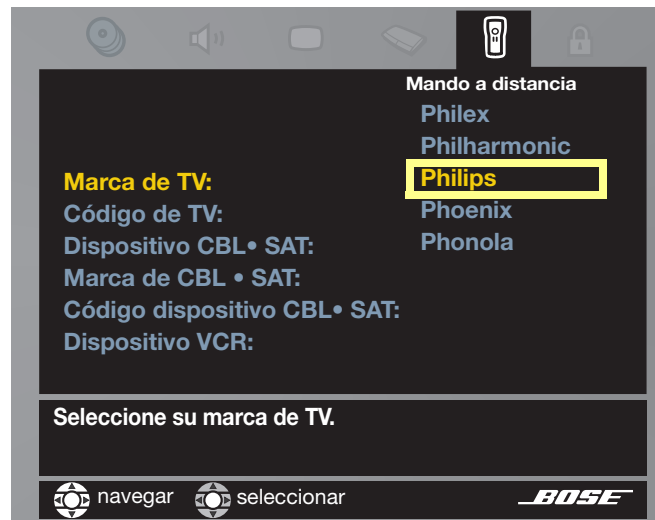 Mando a distancia
Philex
Philharmonic
Philips
Phoenix
Phonola
Marca de TV:
Código de TV:
Dispositivo CBL• SAT:
Marca de CBL • SAT:
Código dispositivo CBL• SAT:
Dispositivo VCR:
Seleccione su marca de TV.
navegar seleccionar BOSE